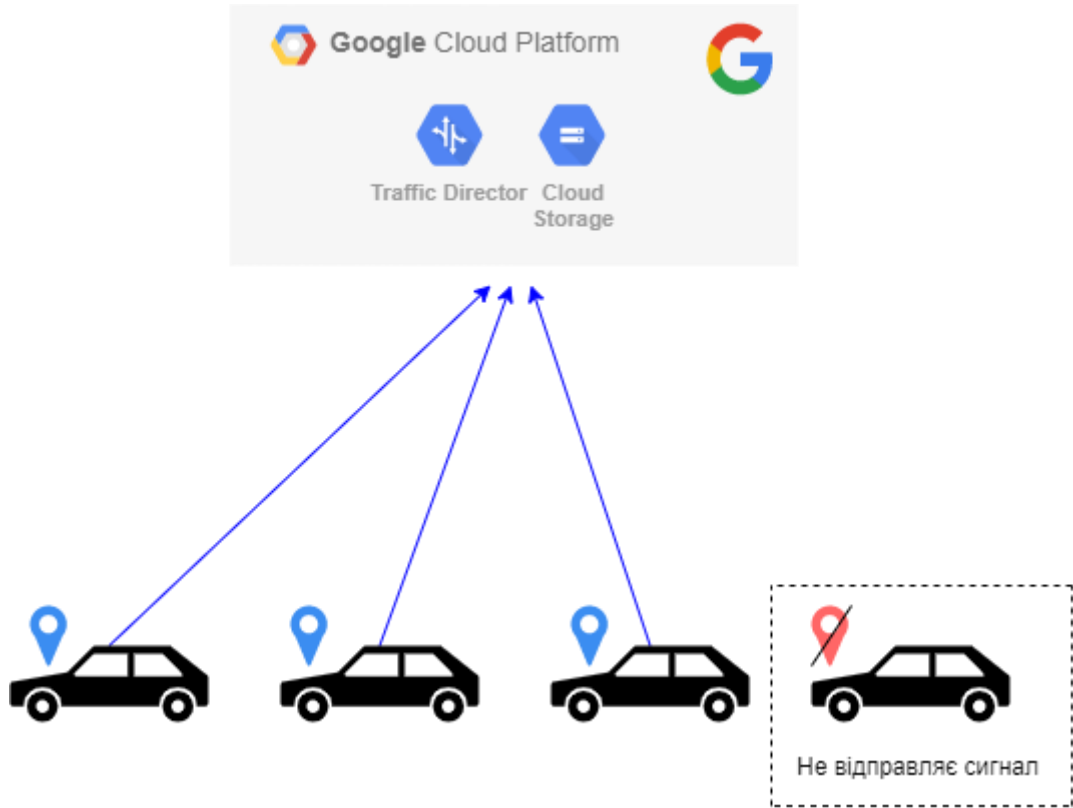 Google Cloud Platform
Traffic Director
Cloud
Storage
Не відправляє сигнал